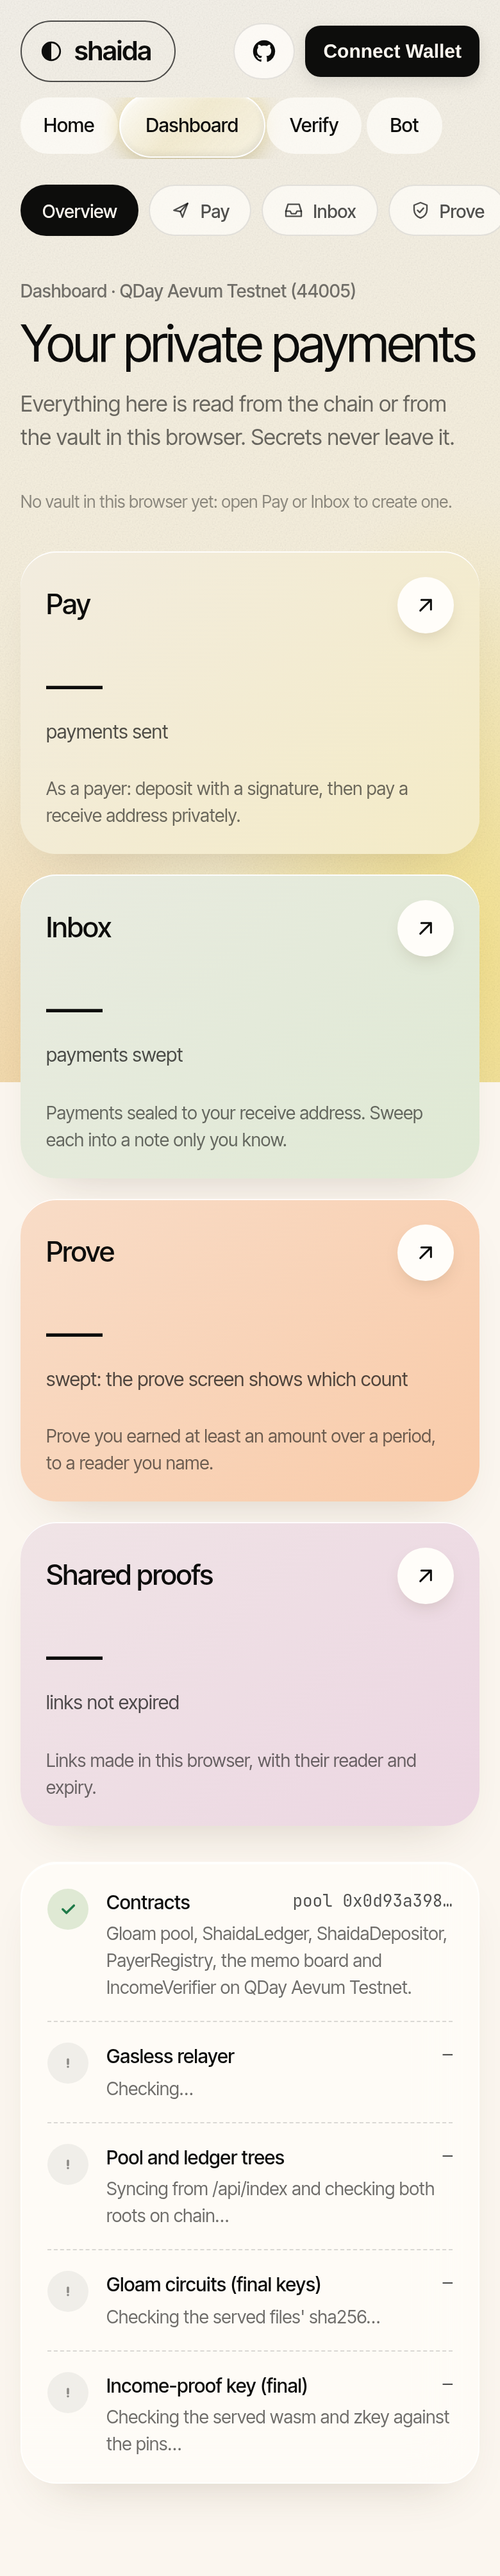 shaida
Connect Wallet
Home
Dashboard
Verify
Bot
Overview
Pay
Inbox
Prove
Dashboard · QDay Aevum Testnet (44005)
Your private payments
Everything here is read from the chain or from
the vault in this browser. Secrets never leave it.
No vault in this browser yet: open Pay or Inbox to create one.
Pay
—
payments sent
As a payer: deposit with a signature, then pay a
receive address privately.
Inbox
—
payments swept
Payments sealed to your receive address. Sweep
each into a note only you know.
Prove
—
swept: the prove screen shows which count
Prove you earned at least an amount over a period,
to a reader you name.
Shared proofs
—
links not expired
Links made in this browser, with their reader and
expiry.
Contracts
pool 0x0d93a398…
Gloam pool, ShaidaLedger, ShaidaDepositor,
PayerRegistry, the memo board and
IncomeVerifier on QDay Aevum Testnet.
! Gasless relayer –
Checking…
! Pool and ledger trees –
Syncing from /api/index and checking both
roots on chain…
! Gloam circuits (final keys) –
Checking the served files' sha256…
! Income-proof key (final) –
Checking the served wasm and zkey against
the pins…